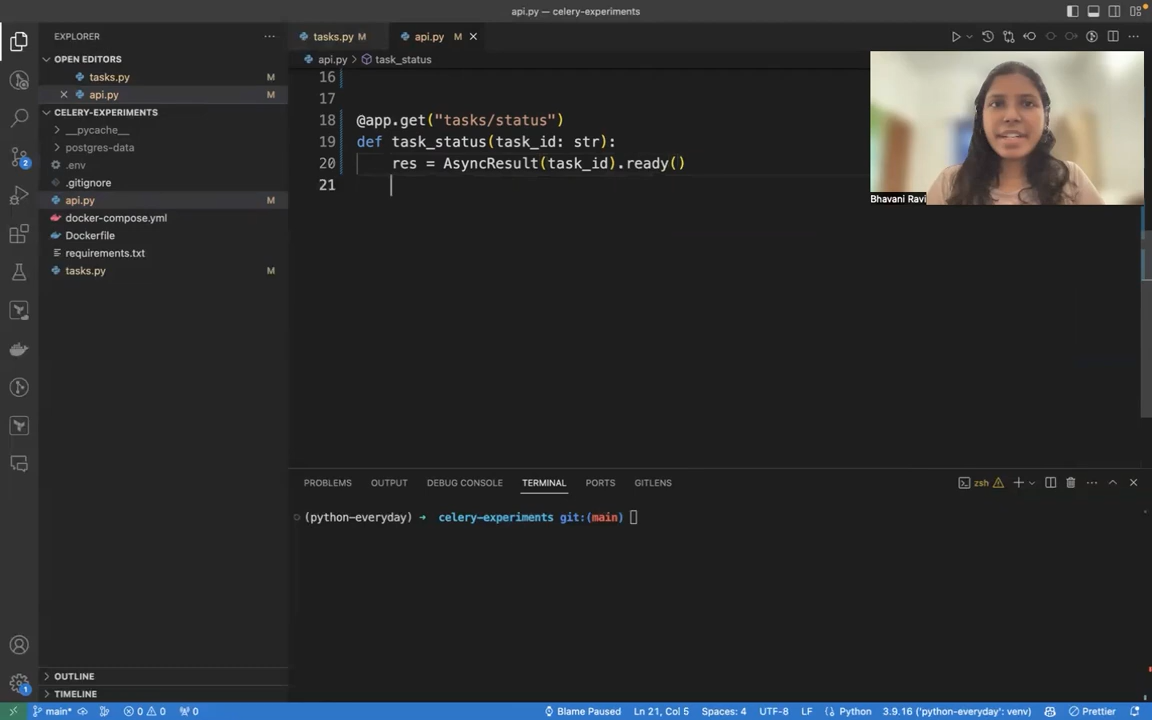 api.py — celery-experiments
EXPLORER
tasks.py M
api.py M
OPEN EDITORS
api.py > task_status
tasks.py M
api.py M
CELERY-EXPERIMENTS
__pycache__
postgres-data
.env
.gitignore
api.py M
docker-compose.yml
Dockerfile
requirements.txt
tasks.py M
16
17
18 @app.get("tasks/status")
19 def task_status(task_id: str):
20 res = AsyncResult(task_id).ready()
21
Bhavani Ravi
PROBLEMS OUTPUT DEBUG CONSOLE TERMINAL PORTS GITLENS
zsh
(python-everyday) → celery-experiments git:(main)
2
1
OUTLINE
TIMELINE
main* 0 0 0 Blame Paused Ln 21, Col 5 Spaces: 4 UTF-8 LF {} Python 3.9.16 ('python-everyday': venv) Prettier